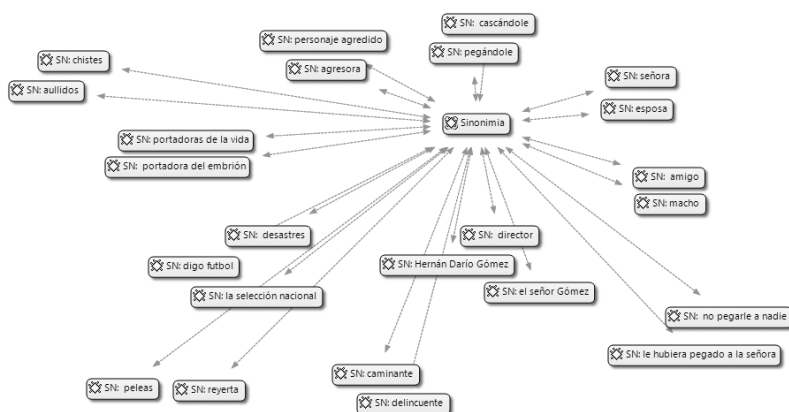 SN: cascándole
SN: personaje agredido
SN: pegándole
SN: chistes
SN: agresora
SN: señora
SN: aullidos
SN: esposa
Sinonimia
SN: portadoras de la vida
SN: portadora del embrión
SN: amigo
SN: macho
SN: desastres
SN: director
SN: digo futbol
SN: Hernán Darío Gómez
SN: la selección nacional
SN: el señor Gómez
SN: no pegarle a nadie
SN: le hubiera pegado a la señora
SN: caminante
SN: peleas
SN: reyerta
SN: delincuente